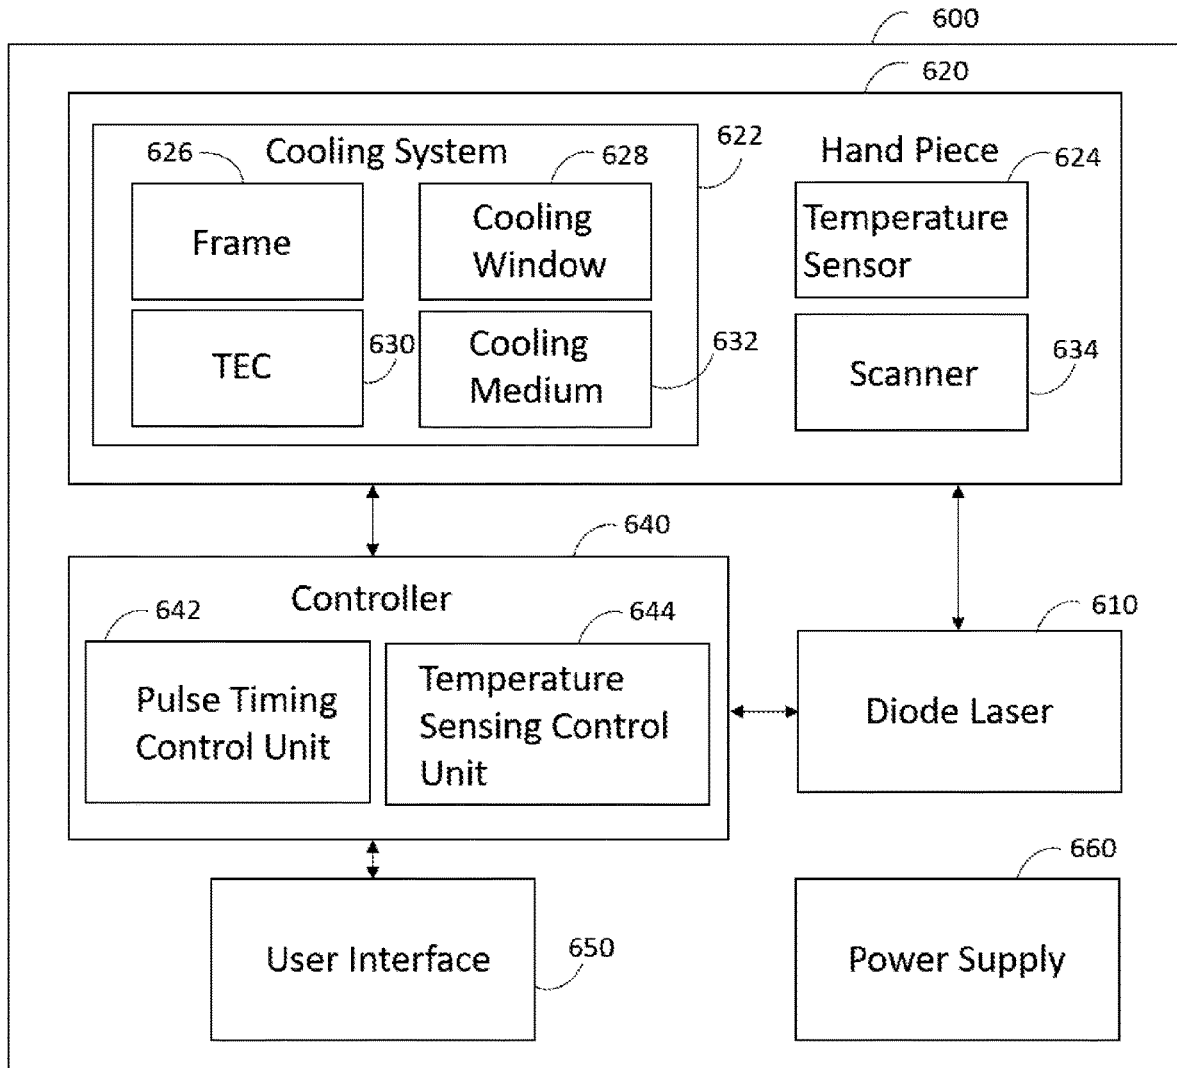 600
620
Cooling System
622
Hand Piece
626
628
624
Frame
Cooling
Window
Temperature
Sensor
TEC
630
Cooling
Medium
632
Scanner
634
640
Controller
642
644
610
Pulse Timing
Control Unit
Temperature
Sensing Control
Unit
Diode Laser
660
User Interface
650
Power Supply